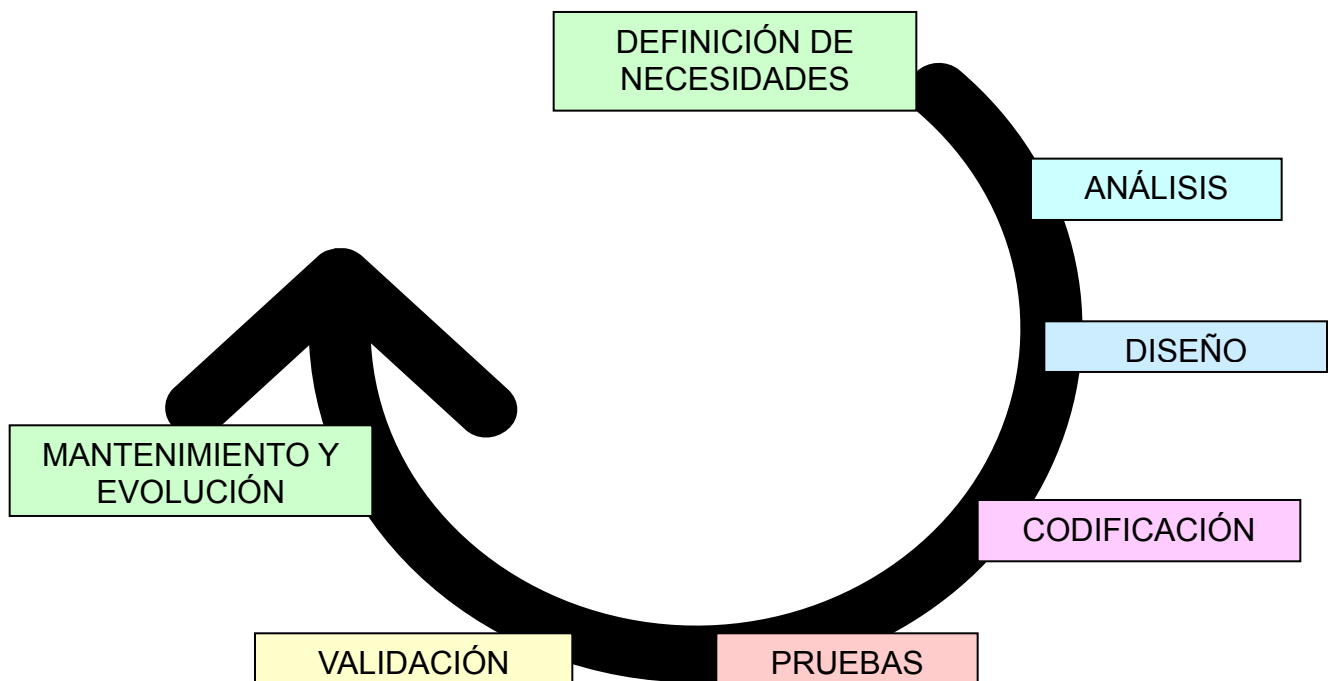 DEFINICIÓN DE
NECESIDADES
ANÁLISIS
DISEÑO
CODIFICACIÓN
PRUEBAS
VALIDACIÓN
MANTENIMIENTO Y
EVOLUCIÓN